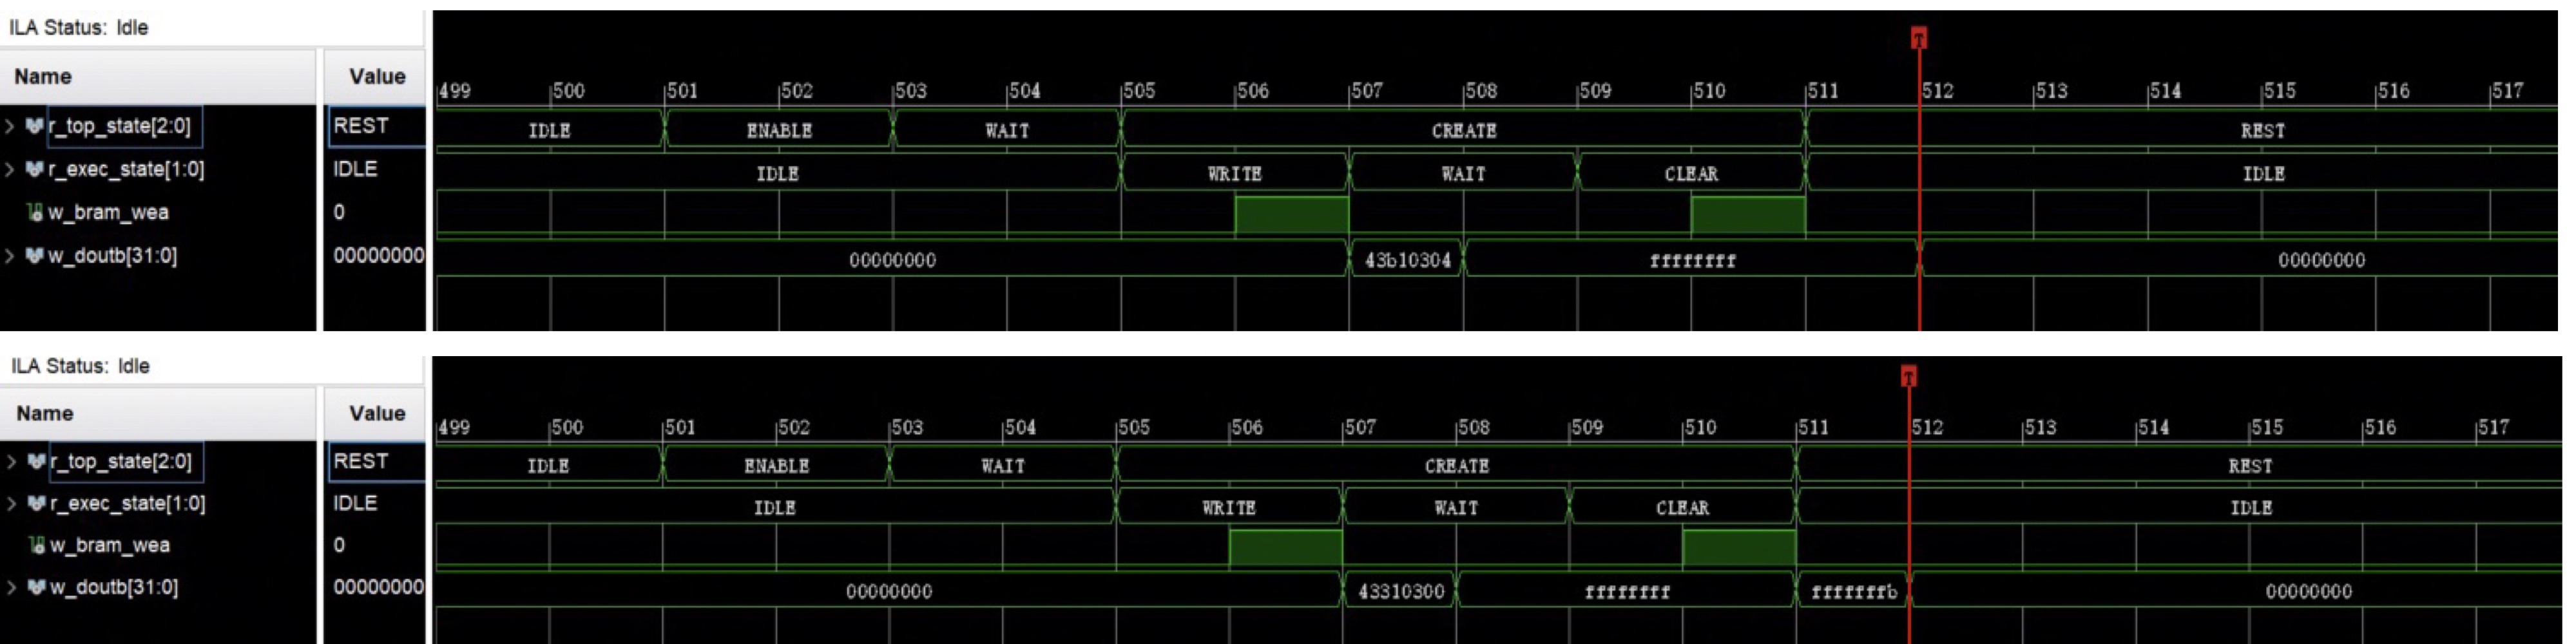 ILA Status: Idle
Name Value
499 500 501 502 503 504 505 506 507 508 509 510 511 512 513 514 515 516 517
T
r_top_state[2:0] REST IDLE ENABLE WAIT CREATE REST
r_exec_state[1:0] IDLE IDLE WRITE WAIT CLEAR IDLE
w_bram_wea 0
w_doutb[31:0] 00000000 00000000 43b10304 ffffffff 00000000
ILA Status: Idle
T
Name Value
499 500 501 502 503 504 505 506 507 508 509 510 511 512 513 514 515 516 517
r_top_state[2:0] REST IDLE ENABLE WAIT CREATE REST
r_exec_state[1:0] IDLE IDLE WRITE WAIT CLEAR IDLE
w_bram_wea 0
w_doutb[31:0] 00000000 00000000 43310300 ffffffff fffffffb 00000000